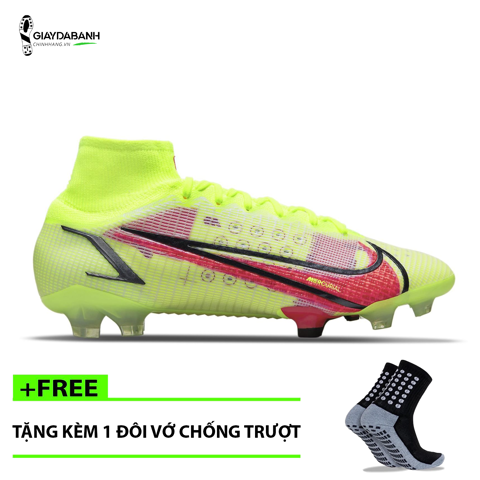 GIAYDABANH
CHINHHANG.VN
MERCURIAL
+FREE
TẶNG KÈM 1 ĐÔI VỚ CHỐNG TRƯỢT